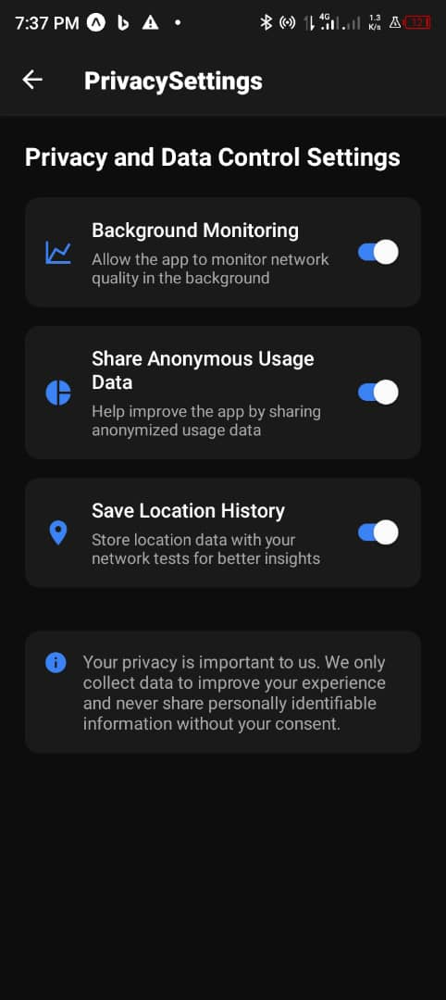 7:37 PM
4G
1.3
K/s
12
PrivacySettings
Privacy and Data Control Settings
Background Monitoring
Allow the app to monitor network
quality in the background
Share Anonymous Usage
Data
Help improve the app by sharing
anonymized usage data
Save Location History
Store location data with your
network tests for better insights
Your privacy is important to us. We only
collect data to improve your experience
and never share personally identifiable
information without your consent.